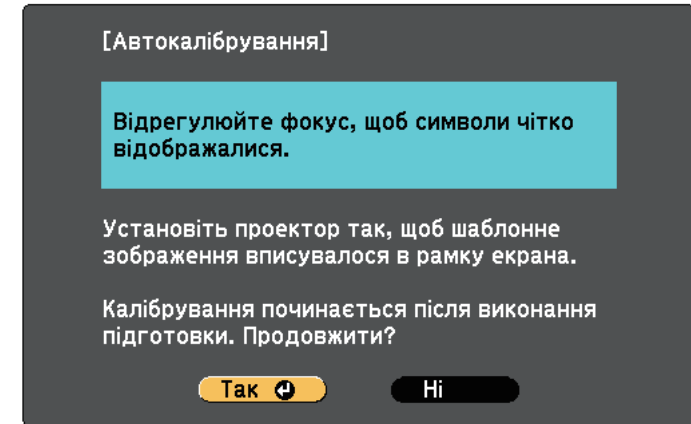 [Автокалібрування]
Відрегулюйте фокус, щоб символи чітко
відображалися.
Установіть проектор так, щоб шаблонне
зображення вписувалося в рамку екрана.
Калібрування починається після виконання
підготовки. Продовжити?
Так
Ні